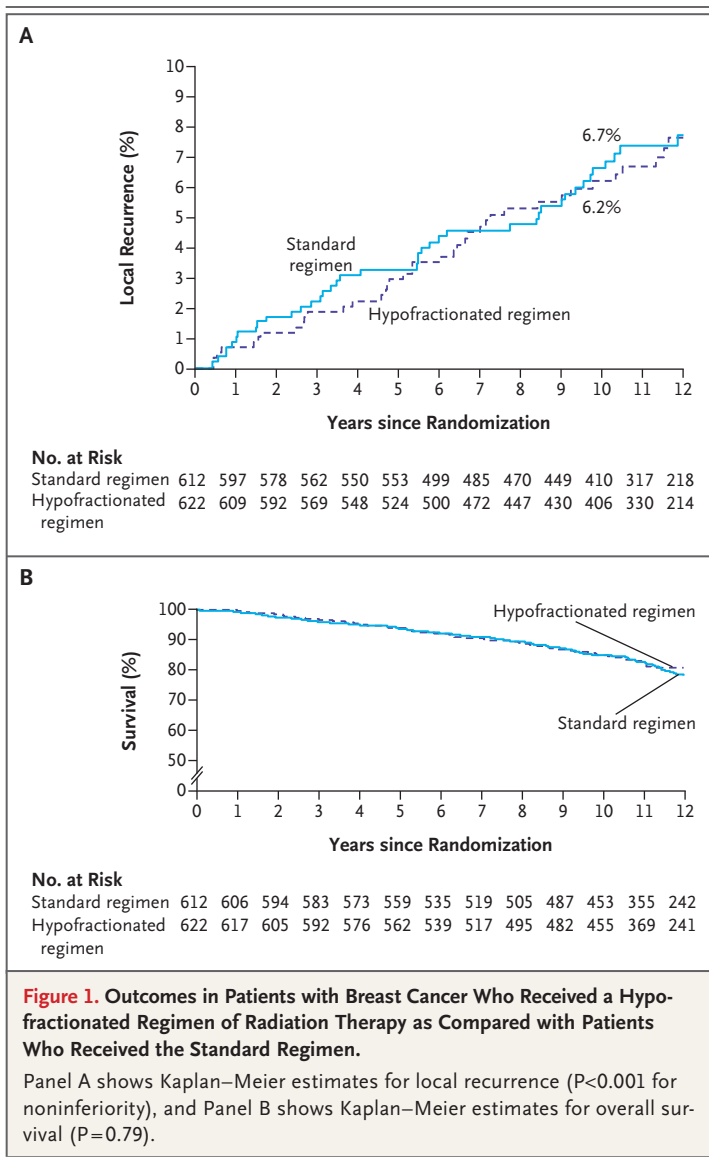 A
10
9
8
7
6
5
4
3
2
1
0
Local Recurrence (%)
6.7%
6.2%
Standard
regimen
Hypofractionated regimen
0 1 2 3 4 5 6 7 8 9 10 11 12
Years since Randomization
No. at Risk
Standard regimen 612 597 578 562 550 553 499 485 470 449 410 317 218
Hypofractionated 622 609 592 569 548 524 500 472 447 430 406 330 214
regimen
B
100
90
80
70
60
50
0
Survival (%)
Hypofractionated regimen
Standard regimen
0 1 2 3 4 5 6 7 8 9 10 11 12
Years since Randomization
No. at Risk
Standard regimen 612 606 594 583 573 559 535 519 505 487 453 355 242
Hypofractionated 622 617 605 592 576 562 539 517 495 482 455 369 241
regimen
Figure 1. Outcomes in Patients with Breast Cancer Who Received a Hypo-
fractionated Regimen of Radiation Therapy as Compared with Patients
Who Received the Standard Regimen.
Panel A shows Kaplan–Meier estimates for local recurrence (P<0.001 for
noninferiority), and Panel B shows Kaplan–Meier estimates for overall sur-
vival (P=0.79).